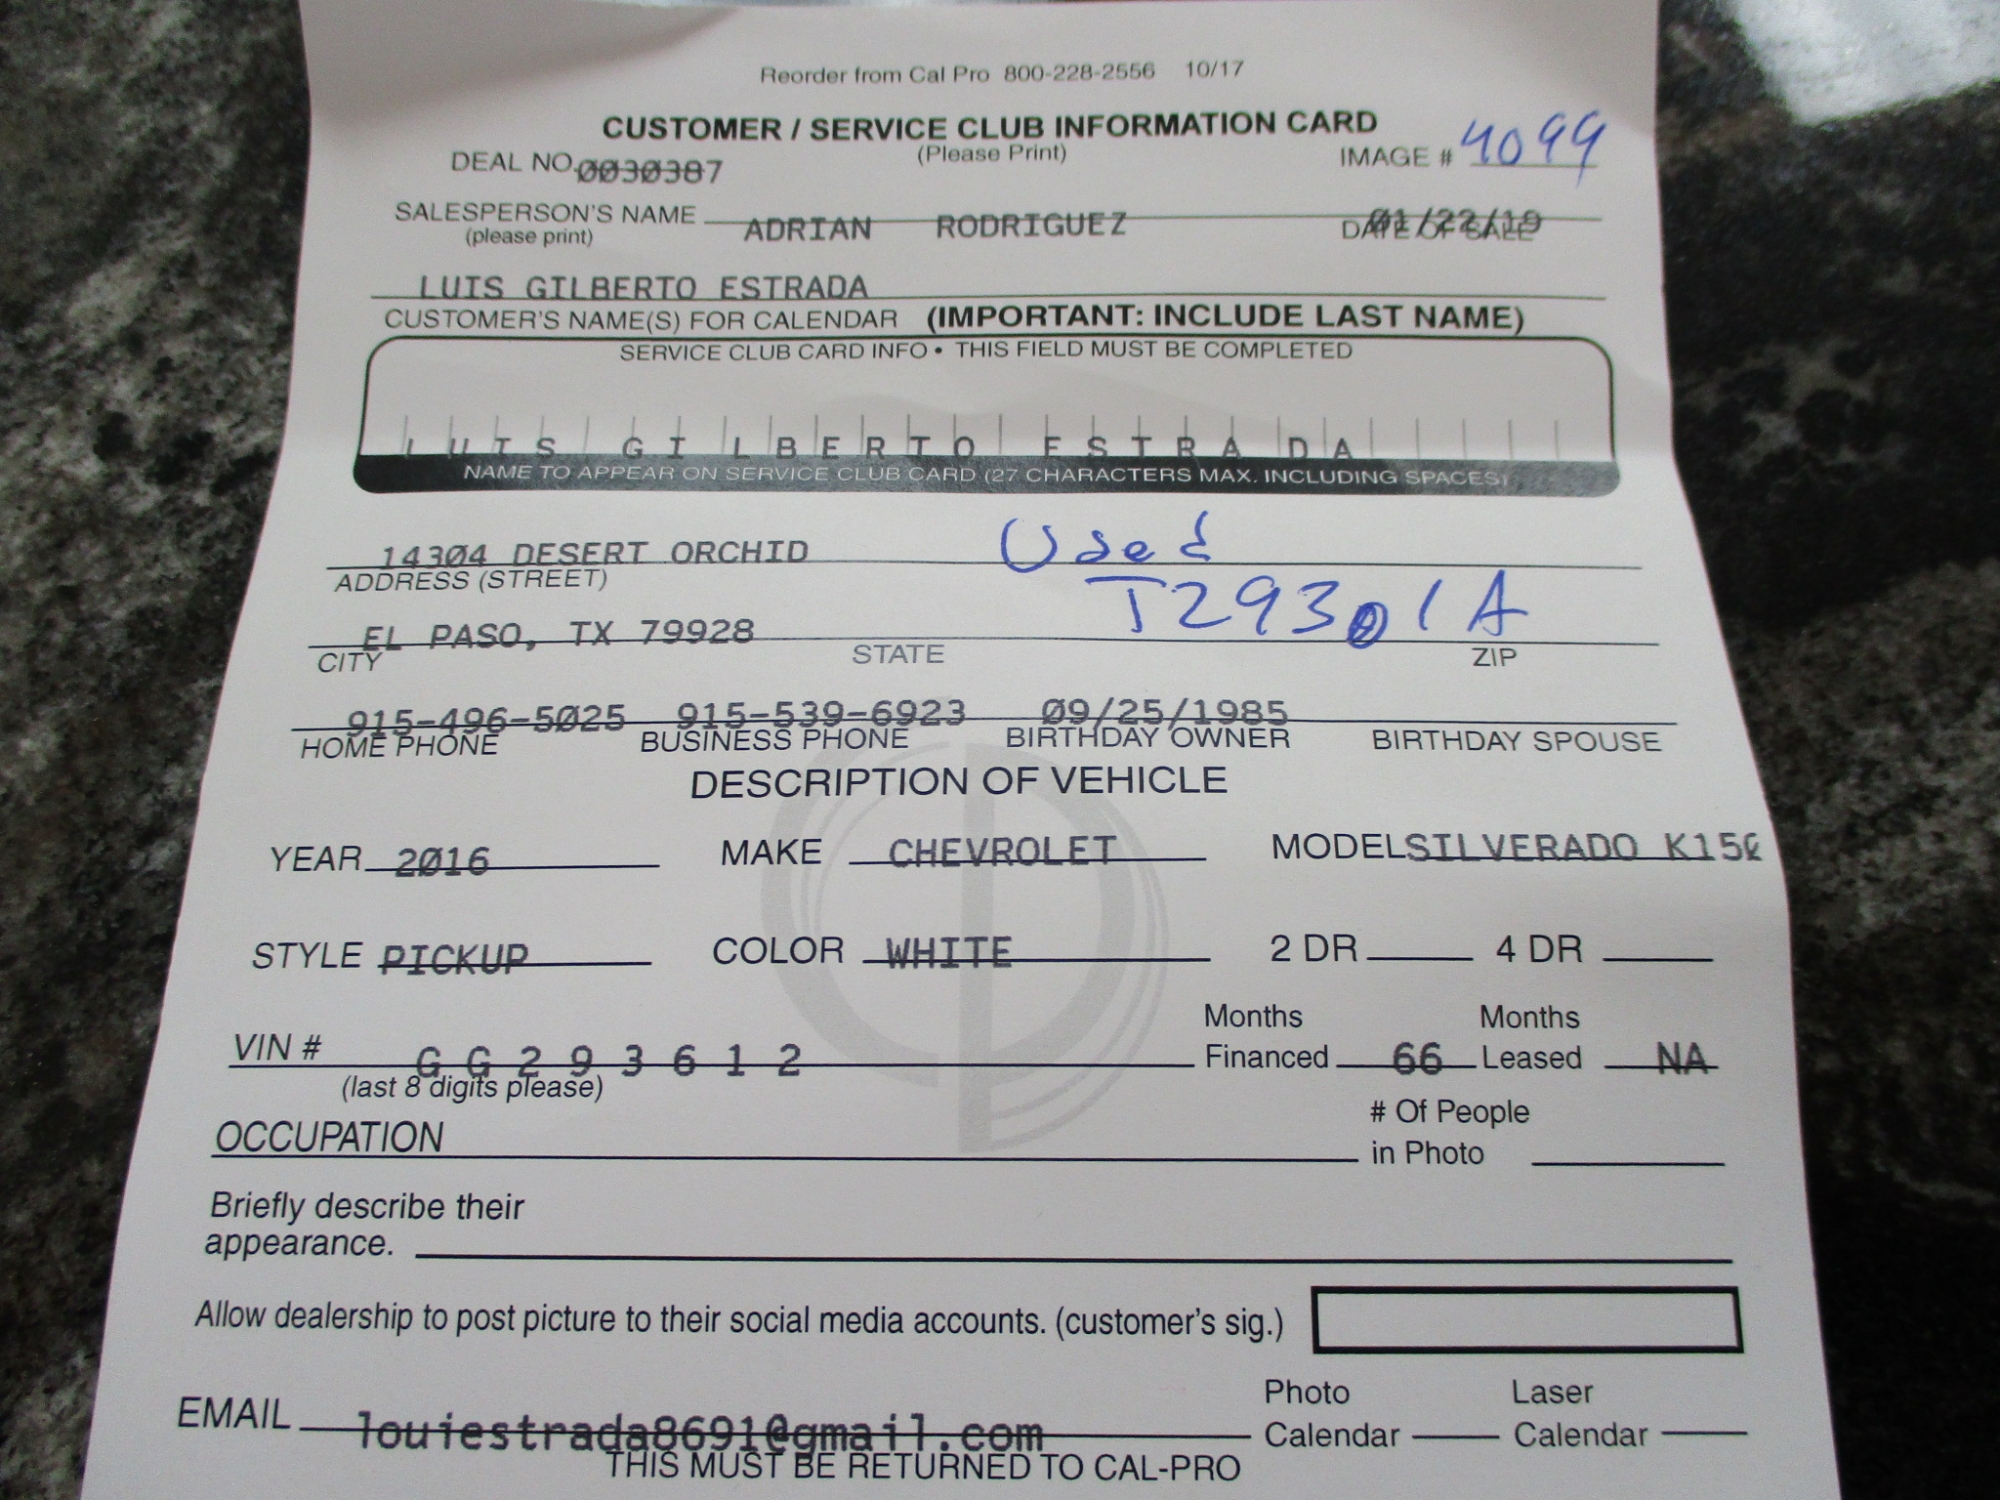 Reorder from Cal Pro 800-228-2556 10/17
CUSTOMER / SERVICE CLUB INFORMATION CARD
(Please Print)
DEAL NO. 0030387
IMAGE # 4099
SALESPERSON'S NAME ADRIAN RODRIGUEZ DATE OF SALE 01/22/19
(please print)
LUIS GILBERTO ESTRADA
CUSTOMER'S NAME(S) FOR CALENDAR (IMPORTANT: INCLUDE LAST NAME)
SERVICE CLUB CARD INFO • THIS FIELD MUST BE COMPLETED
LUIS GILBERTO ESTRADA
NAME TO APPEAR ON SERVICE CLUB CARD (27 CHARACTERS MAX. INCLUDING SPACES)
14304 DESERT ORCHID Used
ADDRESS (STREET)
T29301A
EL PASO, TX 79928
CITY STATE ZIP
915-496-5025 915-539-6923 09/25/1985
HOME PHONE BUSINESS PHONE BIRTHDAY OWNER BIRTHDAY SPOUSE
DESCRIPTION OF VEHICLE
YEAR 2016 MAKE CHEVROLET MODEL SILVERADO K150
STYLE PICKUP COLOR WHITE 2 DR 4 DR
VIN # G G 2 9 3 6 1 2 Months Financed 66 Months Leased NA
(last 8 digits please)
OCCUPATION # Of People in Photo
Briefly describe their
appearance.
Allow dealership to post picture to their social media accounts. (customer's sig.)
EMAIL louiestrada8691@gmail.com Photo Calendar Laser Calendar
THIS MUST BE RETURNED TO CAL-PRO